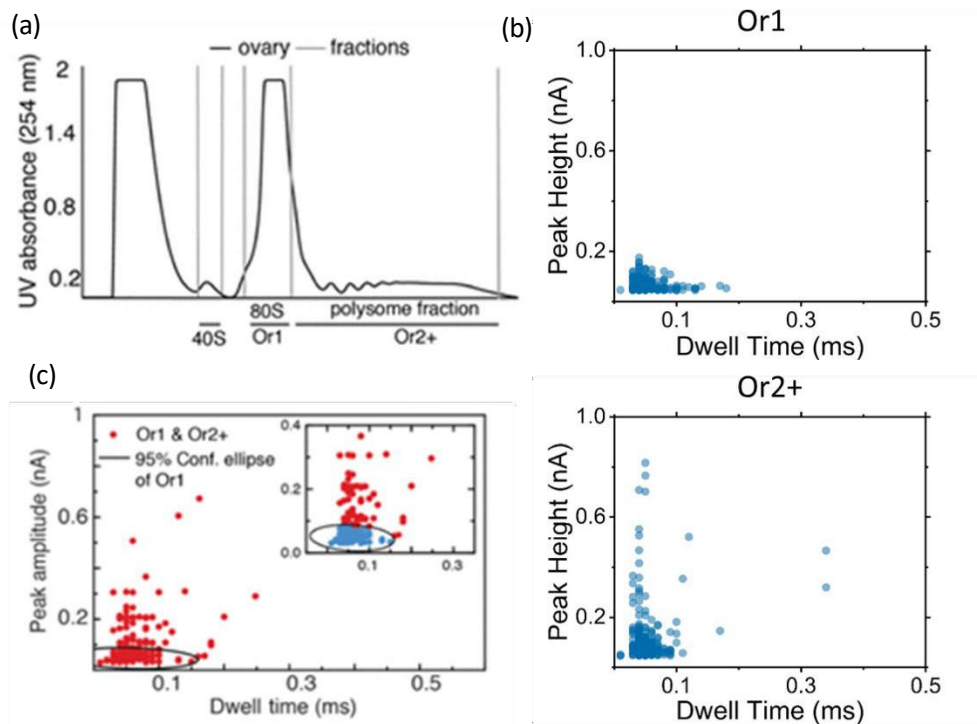 (a)
ovary fractions
UV absorbance (254 nm)
2
1.4
0.8
0.2
80S polysome fraction
40S Or1 Or2+
(b)
Or1
Peak Height (nA)
1.0
0.6
0.2
0.1 0.3 0.5
Dwell Time (ms)
Or2+
Peak Height (nA)
1.0
0.6
0.2
0.1 0.3 0.5
Dwell Time (ms)
(c)
Peak amplitude (nA)
1
0.6
0.2
Or1 & Or2+
95% Conf. ellipse
of Or1
0.4
0.2
0.0
0.1 0.3
0.1 0.3 0.5
Dwell time (ms)